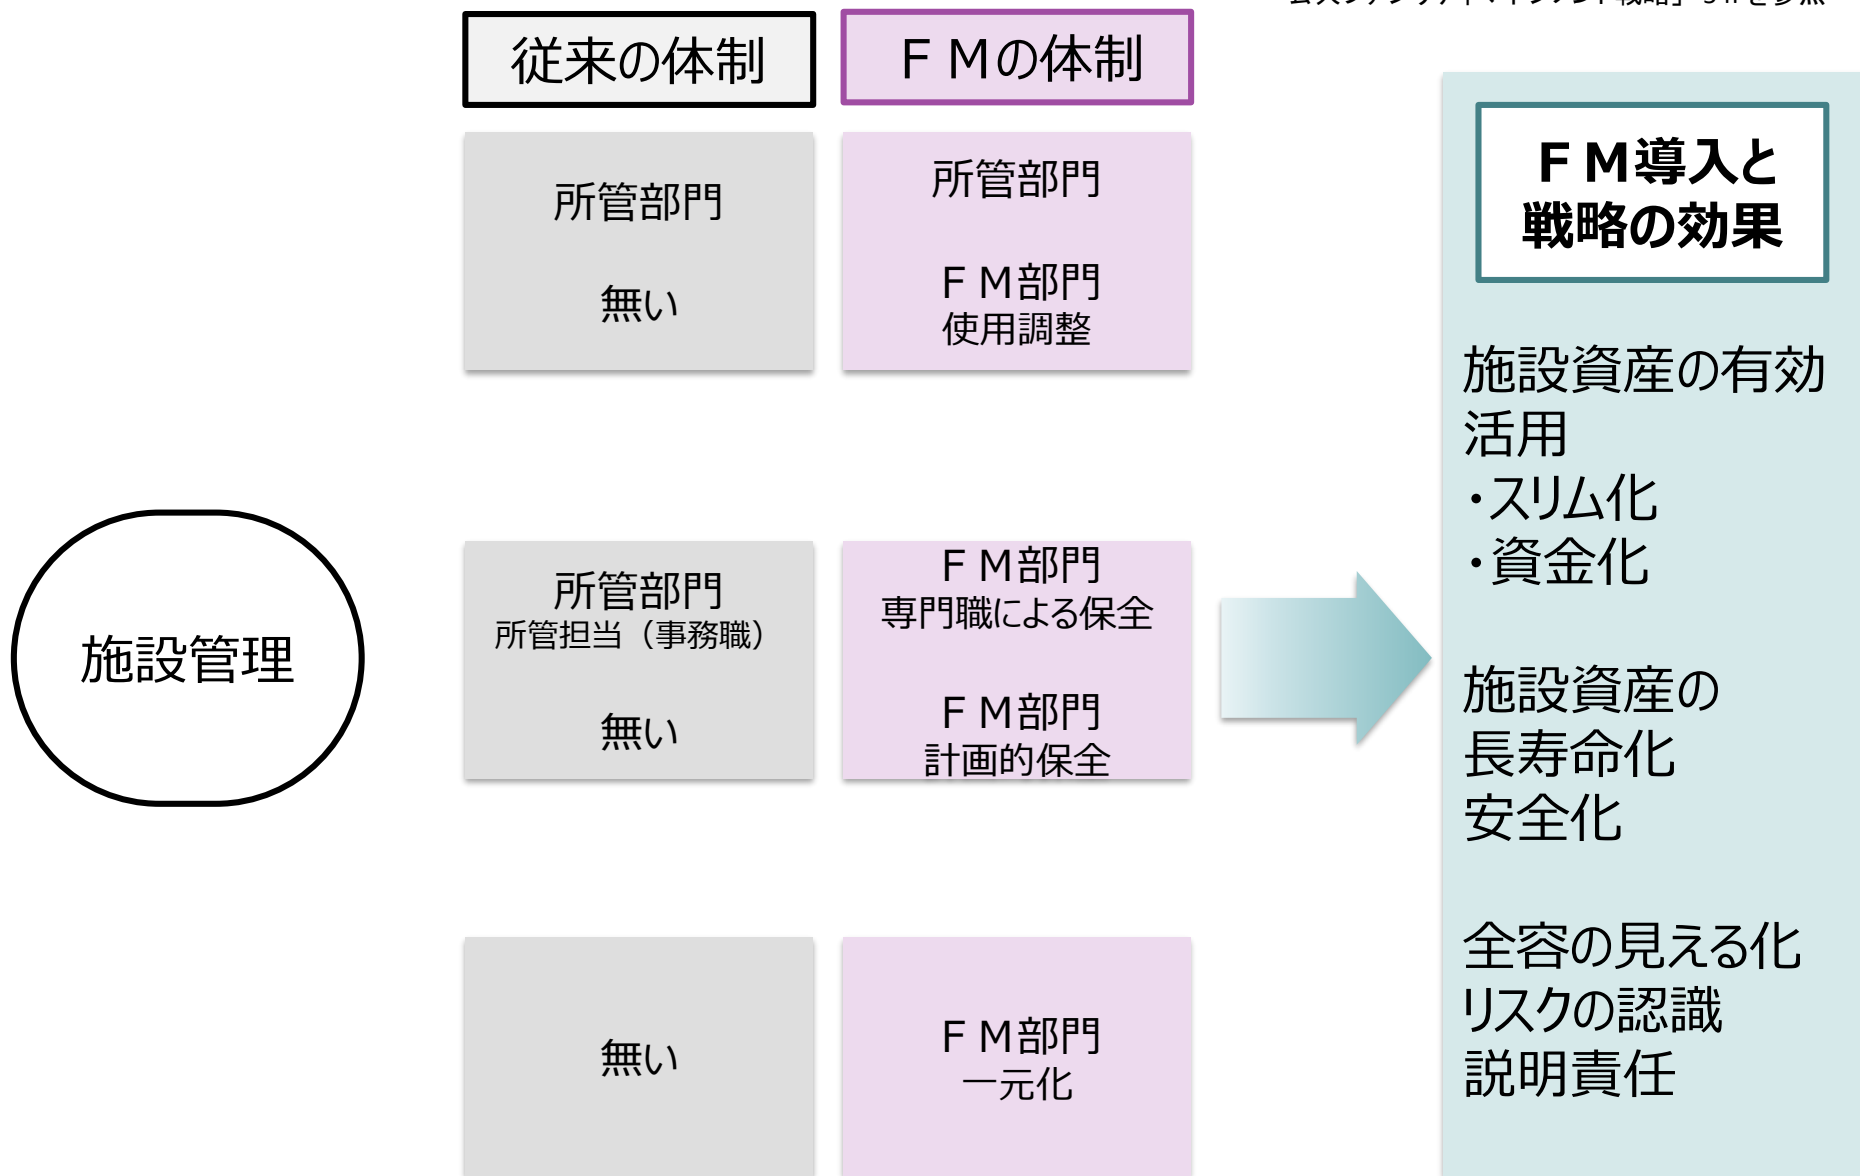 戦略」
を参照
従来の体制
ＦＭの体制
所管部門
無い
所管部門
ＦＭ部門
使用調整
施設管理
所管部門
所管担当（事務職）
無い
ＦＭ部門
専門職による保全
ＦＭ部門
計画的保全
無い
ＦＭ部門
一元化
ＦＭ導入と
戦略の効果
施設資産の有効
活用
・スリム化
・資金化
施設資産の
長寿命化
安全化
全容の見える化
リスクの認識
説明責任